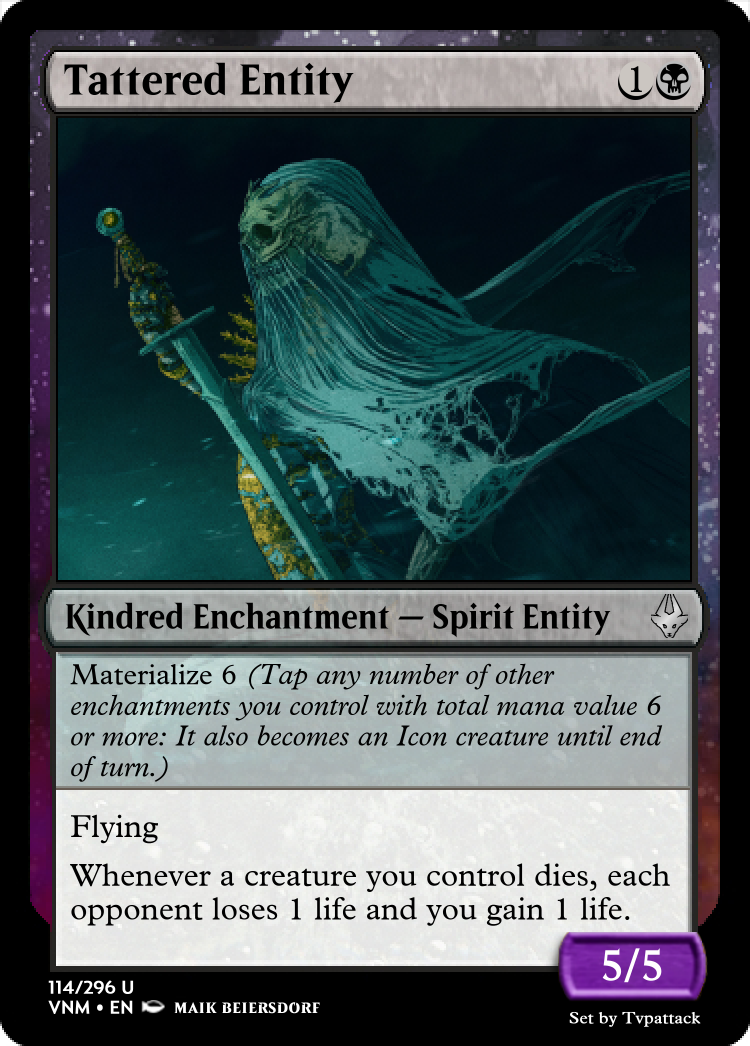 Tattered Entity 1
Kindred Enchantment — Spirit Entity
Materialize 6 (Tap any number of other
enchantments you control with total mana value 6
or more: It also becomes an Icon creature until end
of turn.)
Flying
Whenever a creature you control dies, each
opponent loses 1 life and you gain 1 life.
5/5
114/296 U
VNM • EN MAIK BEIERSDORF
Set by Tvpattack